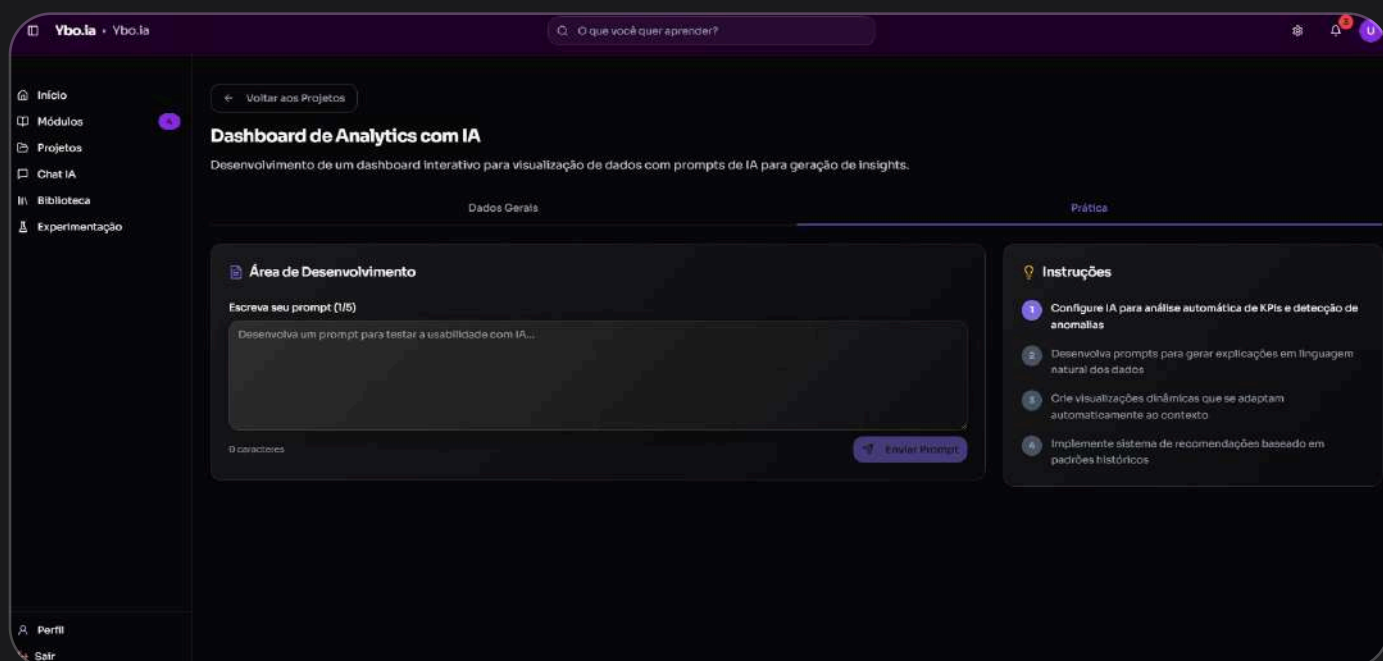 Ybo.ia • Ybo.ia
O que você quer aprender?
3
U
Início
Módulos
4
Projetos
Chat IA
Biblioteca
Experimentação
Perfil
Sair
← Voltar aos Projetos
Dashboard de Analytics com IA
Desenvolvimento de um dashboard interativo para visualização de dados com prompts de IA para geração de insights.
Dados Gerais
Prática
Área de Desenvolvimento
Escreva seu prompt (1/5)
Desenvolva um prompt para testar a usabilidade com IA...
0 caracteres
Enviar Prompt
Instruções
1
Configure IA para análise automática de KPIs e detecção de
anomalias
2
Desenvolva prompts para gerar explicações em linguagem
natural dos dados
3
Crie visualizações dinâmicas que se adaptam
automaticamente ao contexto
4
Implemente sistema de recomendações baseado em
padrões históricos